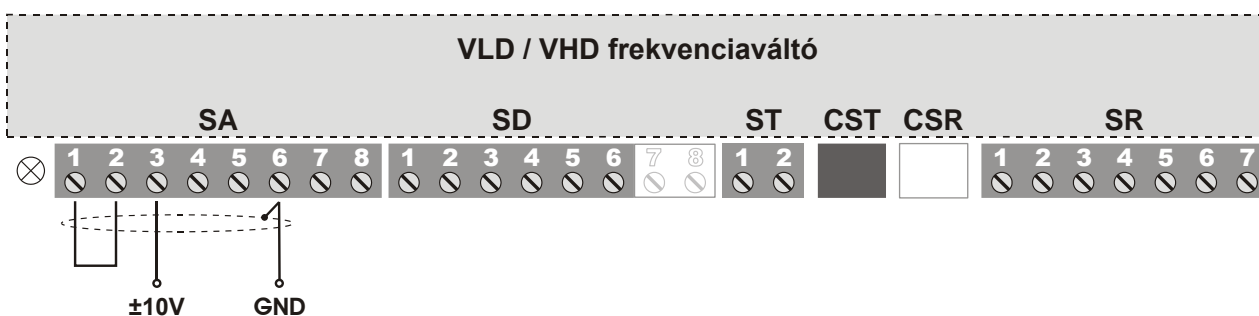 VLD / VHD frekvenciaváltó
SA SD ST CST CSR SR
1 2 3 4 5 6 7 8 1 2 3 4 5 6 7 8 1 2 1 2 3 4 5 6 7
±10V GND